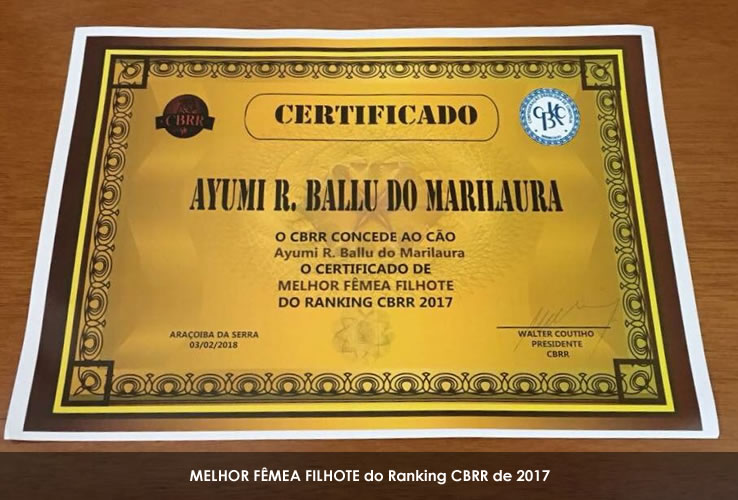 CERTIFICADO
CBRR
CBKC
AYUMI R. BALLU DO MARILAURA
O CBRR CONCEDE AO CÃO
Ayumi R. Ballu do Marilaura
O CERTIFICADO DE
MELHOR FÊMEA FILHOTE
DO RANKING CBRR 2017
ARAÇOIBA DA SERRA
03/02/2018
WALTER COUTIHO
PRESIDENTE
CBRR
MELHOR FÊMEA FILHOTE do Ranking CBRR de 2017